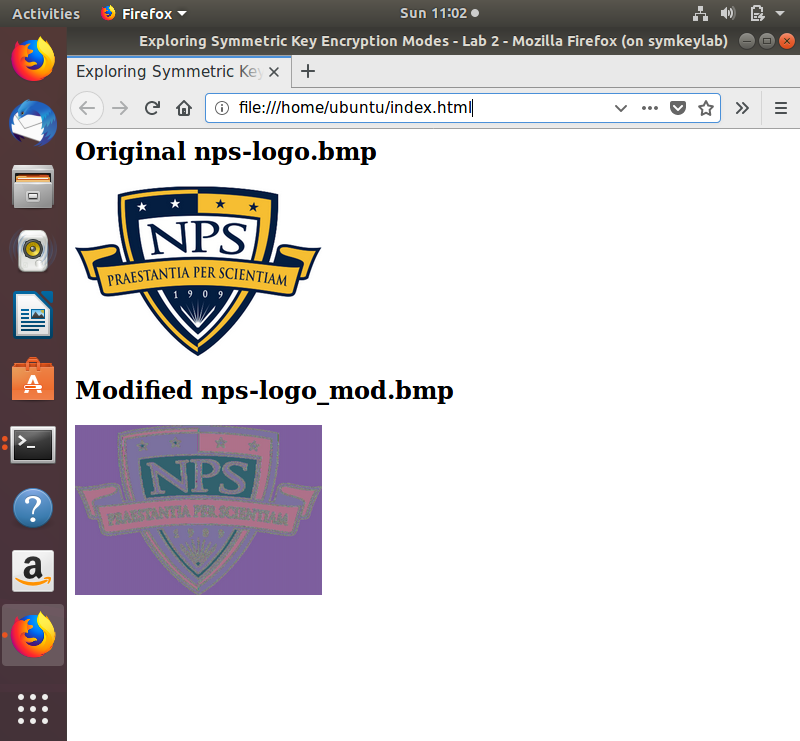 Activities Firefox Sun 11:02
Exploring Symmetric Key Encryption Modes - Lab 2 - Mozilla Firefox (on symkeylab)
Exploring Symmetric Key
file:///home/ubuntu/index.html
Original nps-logo.bmp
NPS
PRAESTANTIA PER SCIENTIAM
1909
Modified nps-logo_mod.bmp
NPS
PRAESTANTIA PER SCIENTIAM
1909